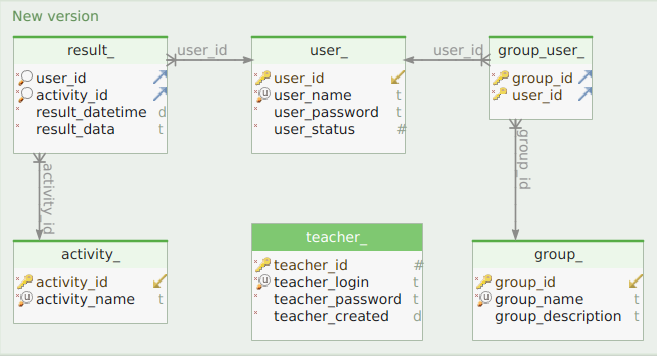 New version
result_
user_id
activity_id
result_datetime d
result_data t
user_id
user_
user_id
user_name t
user_password t
user_status #
user_id
group_user_
group_id
user_id
activity_id
group_id
activity_
activity_id
activity_name t
teacher_
teacher_id #
teacher_login t
teacher_password t
teacher_created d
group_
group_id
group_name t
group_description t